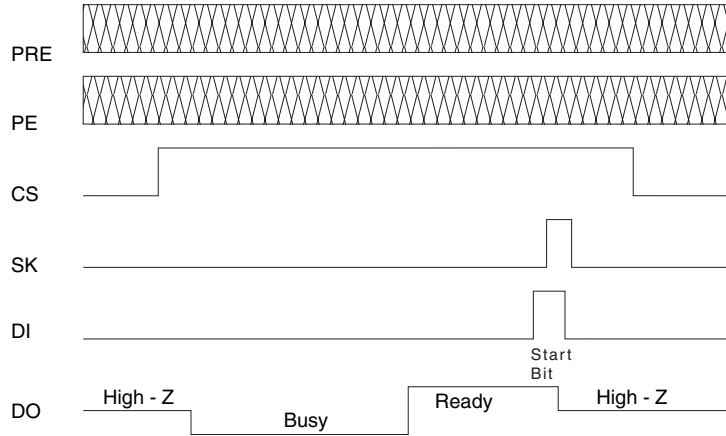 PRE
PE
CS
SK
DI
Start
Bit
DO
High - Z
Busy
Ready
High - Z